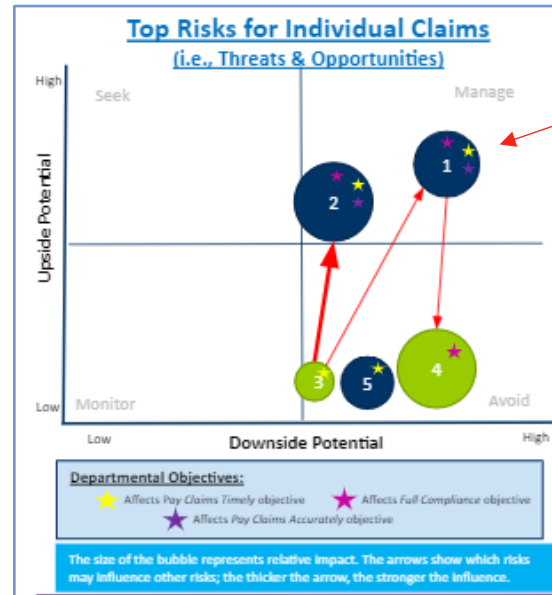 Top Risks for Individual Claims
(i.e., Threats & Opportunities)
High
Seek
Manage
1
2
Upside Potential
3
5
4
Low
Monitor
Avoid
Low
Downside Potential
High
Departmental Objectives:
Affects Pay Claims Timely objective
Affects Full Compliance objective
Affects Pay Claims Accurately objective
The size of the bubble represents relative impact. The arrows show which risks
may influence other risks; the thicker the arrow, the stronger the influence.